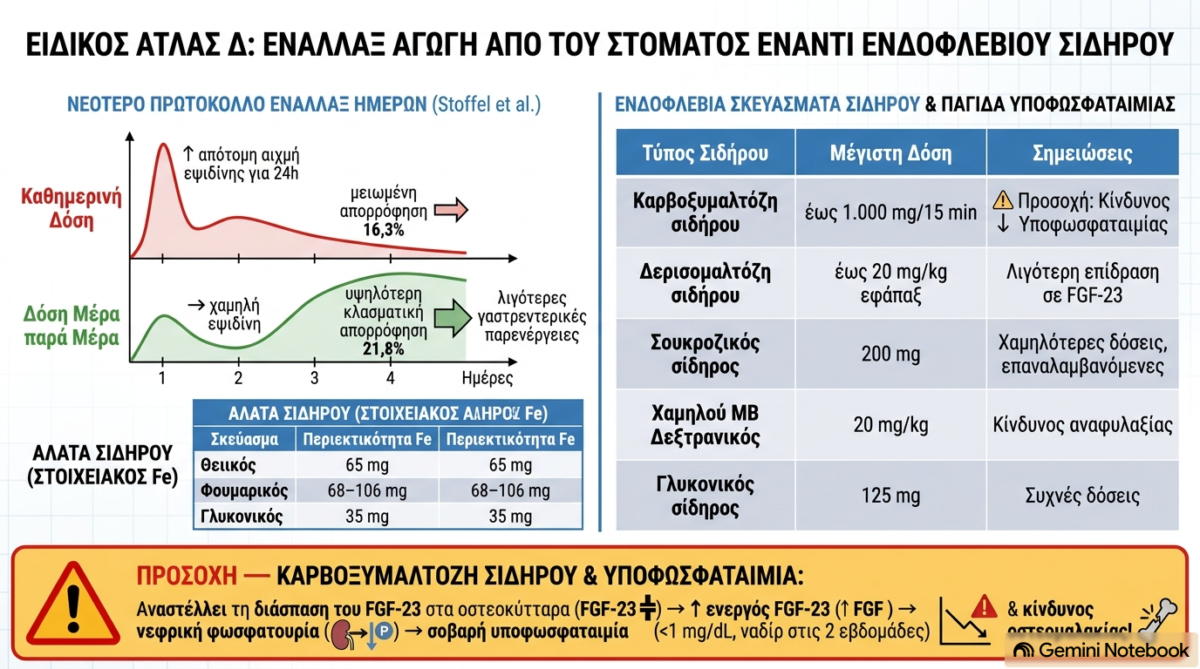 ΕΙΔΙΚΟΣ ΑΤΛΑΣ Δ: ΕΝΑΛΛΑΞ ΑΓΩΓΗ ΑΠΟ ΤΟΥ ΣΤΟΜΑΤΟΣ ΕΝΑΝΤΙ ΕΝΔΟΦΛΕΒΙΟΥ ΣΙΔΗΡΟΥ
ΝΕΟΤΕΡΟ ΠΡΩΤΟΚΟΛΛΟ ΕΝΑΛΛΑΞ ΗΜΕΡΩΝ (Stoffel et al.)
Καθημερινή
Δόση
↑ απότομη αιχμή
εψιδίνης για 24h
μειωμένη
απορρόφηση
16,3%
Δόση Μέρα
παρά Μέρα
→ χαμηλή
εψιδίνη
υψηλότερη
κλασματική
απορρόφηση
21,8%
λιγότερες
γαστρεντερικές
παρενέργειες
1 2 3 4 Ημέρες
ΑΛΑΤΑ ΣΙΔΗΡΟΥ
(ΣΤΟΙΧΕΙΑΚΟΣ Fe)
ΑΛΑΤΑ ΣΙΔΗΡΟΥ (ΣΤΟΙΧΕΙΑΚΟΣ Fe)
Σκεύασμα Περιεκτικότητα Fe Περιεκτικότητα Fe
Θειικός 65 mg 65 mg
Φουμαρικός 68–106 mg 68–106 mg
Γλυκονικός 35 mg 35 mg
ΕΝΔΟΦΛΕΒΙΑ ΣΚΕΥΑΣΜΑΤΑ ΣΙΔΗΡΟΥ & ΠΑΓΙΔΑ ΥΠΟΦΩΣΦΑΤΑΙΜΙΑΣ
Τύπος Σιδήρου Μέγιστη Δόση Σημειώσεις
Καρβοξυμαλτόζη
σιδήρου
έως 1.000 mg/15 min
Προσοχή: Κίνδυνος
↓ Υποφωσφαταιμίας
Δερισομαλτόζη
σιδήρου
έως 20 mg/kg
εφάπαξ
Λιγότερη επίδραση
σε FGF-23
Σουκροζικός
σίδηρος
200 mg
Χαμηλότερες δόσεις,
επαναλαμβανόμενες
Χαμηλού ΜΒ
Δεξτρανικός
20 mg/kg
Κίνδυνος αναφυλαξίας
Γλυκονικός
σίδηρος
125 mg
Συχνές δόσεις
ΠΡΟΣΟΧΗ — ΚΑΡΒΟΞΥΜΑΛΤΟΖΗ ΣΙΔΗΡΟΥ & ΥΠΟΦΩΣΦΑΤΑΙΜΙΑ:
Αναστέλλει τη διάσπαση του FGF-23 στα οστεοκύτταρα (FGF-23) → ↑ ενεργός FGF-23 (↑ FGF ) →
νεφρική φωσφατουρία ( → ↓ P ) → σοβαρή υποφωσφαταιμία (<1 mg/dL, ναδίρ στις 2 εβδομάδες)
& κίνδυνος
οστεομαλακίας!
Gemini Notebook